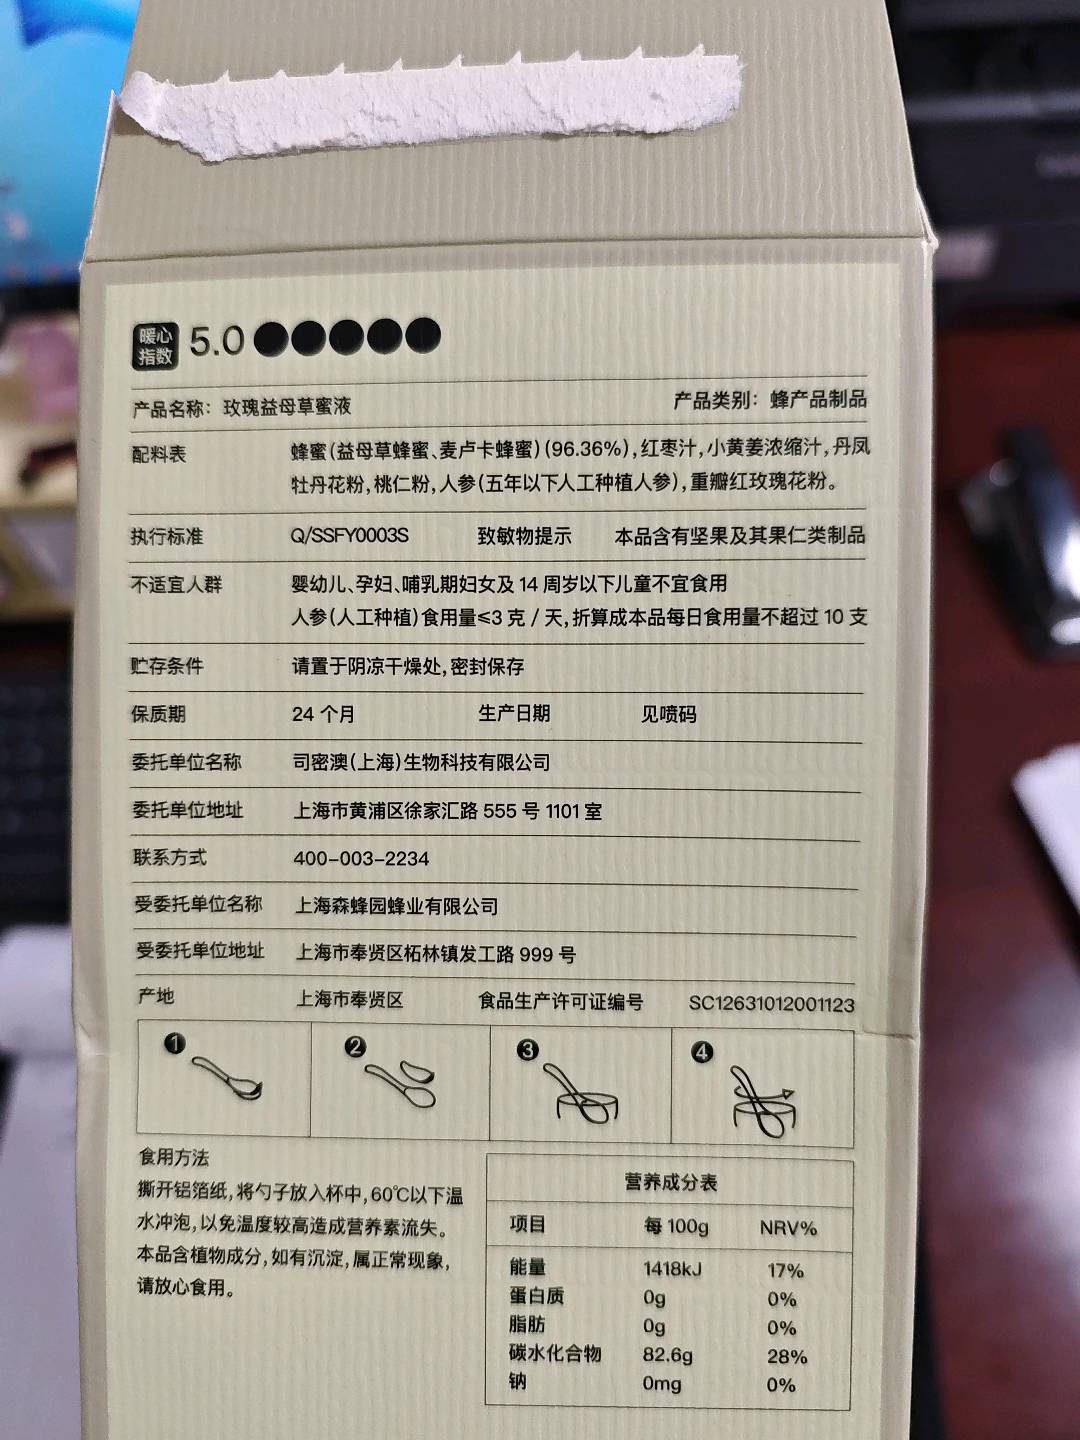 暖心指数 5.0
产品名称：玫瑰益母草蜜液 产品类别：蜂产品制品
配料表 蜂蜜(益母草蜂蜜、麦卢卡蜂蜜)(96.36%),红枣汁,小黄姜浓缩汁,丹凤
牡丹花粉,桃仁粉,人参(五年以下人工种植人参),重瓣红玫瑰花粉。
执行标准 Q/SSFY0003S 致敏物提示 本品含有坚果及其果仁类制品
不适宜人群 婴幼儿、孕妇、哺乳期妇女及14周岁以下儿童不宜食用
人参(人工种植)食用量≤3克/天,折算成本品每日食用量不超过10支
贮存条件 请置于阴凉干燥处,密封保存
保质期 24个月 生产日期 见喷码
委托单位名称 司密澳(上海)生物科技有限公司
委托单位地址 上海市黄浦区徐家汇路555号1101室
联系方式 400-003-2234
受委托单位名称 上海森蜂园蜂业有限公司
受委托单位地址 上海市奉贤区柘林镇发工路999号
产地 上海市奉贤区 食品生产许可证编号 SC12631012001123
1 2 3 4
食用方法
撕开铝箔纸,将勺子放入杯中,60℃以下温
水冲泡,以免温度较高造成营养素流失。
本品含植物成分,如有沉淀,属正常现象,
请放心食用。
营养成分表
项目 每100g NRV%
能量 1418kJ 17%
蛋白质 0g 0%
脂肪 0g 0%
碳水化合物 82.6g 28%
钠 0mg 0%